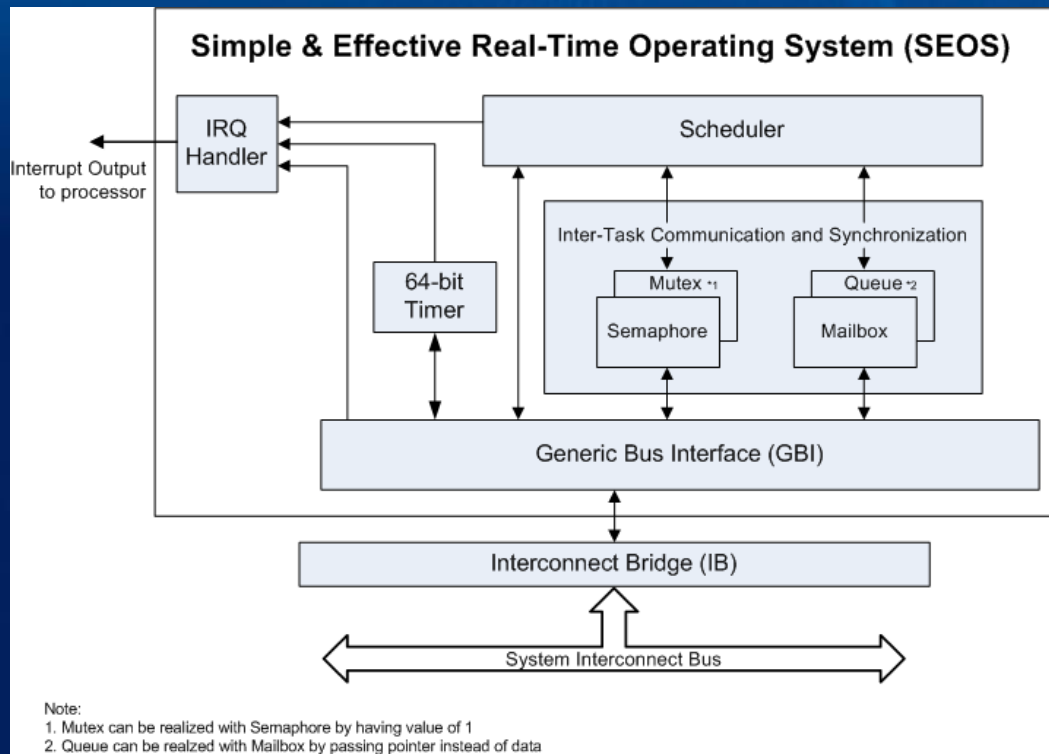 Simple & Effective Real-Time Operating System (SEOS)
IRQ
Handler
Scheduler
Interrupt Output
to processor
Inter-Task Communication and Synchronization
64-bit
Timer
Mutex *1
Semaphore
Queue *2
Mailbox
Generic Bus Interface (GBI)
Interconnect Bridge (IB)
System Interconnect Bus
Note:
1. Mutex can be realized with Semaphore by having value of 1
2. Queue can be realzed with Mailbox by passing pointer instead of data